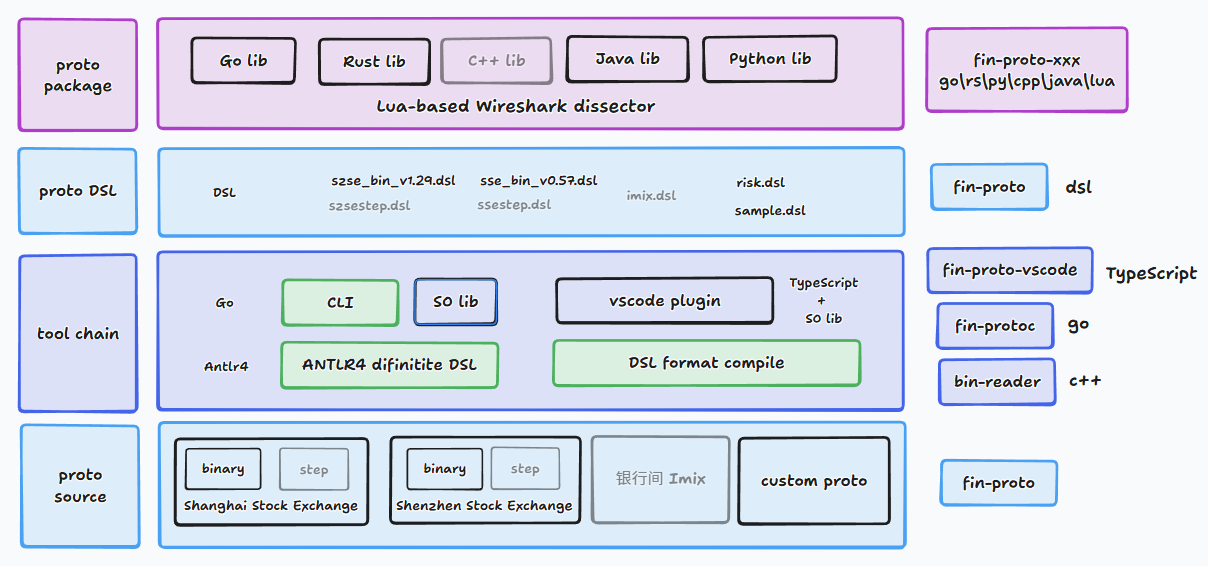 proto
package
Go lib
Rust lib
C++ lib
Java lib
Python lib
Lua-based Wireshark dissector
fin-proto-xxx
go\rs\py\cpp\java\lua
proto DSL
DSL
szse_bin_v1.29.dsl
sse_bin_v0.57.dsl
szsestep.dsl
ssestep.dsl
imix.dsl
risk.dsl
sample.dsl
fin-proto
dsl
tool chain
Go
CLI
SO lib
vscode plugin
TypeScript
+
SO lib
Antlr4
ANTLR4 difinitite DSL
DSL format compile
fin-proto-vscode
TypeScript
fin-protoc
go
bin-reader
c++
proto
source
binary
step
Shanghai Stock Exchange
binary
step
Shenzhen Stock Exchange
银行间 Imix
custom proto
fin-proto